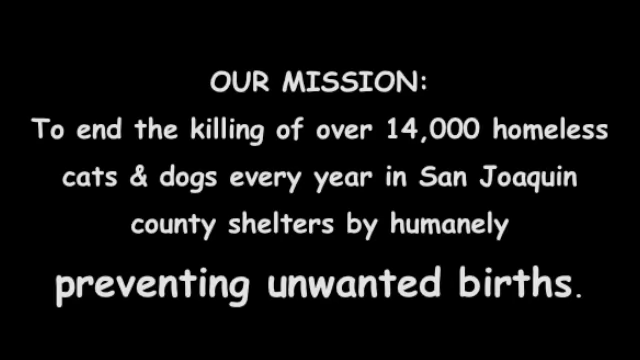 OUR MISSION:
To end the killing of over 14,000 homeless
cats & dogs every year in San Joaquin
county shelters by humanely
preventing unwanted births.